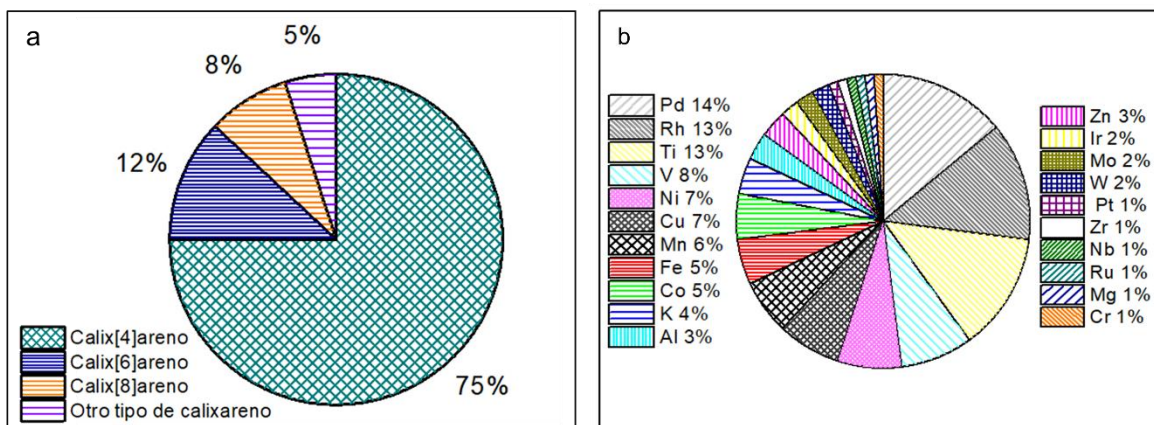 a
5%
8%
12%
75%
Calix[4]areno
Calix[6]areno
Calix[8]areno
Otro tipo de calixareno
b
Pd 14%
Rh 13%
Ti 13%
V 8%
Ni 7%
Cu 7%
Mn 6%
Fe 5%
Co 5%
K 4%
Al 3%
Zn 3%
Ir 2%
Mo 2%
W 2%
Pt 1%
Zr 1%
Nb 1%
Ru 1%
Mg 1%
Cr 1%